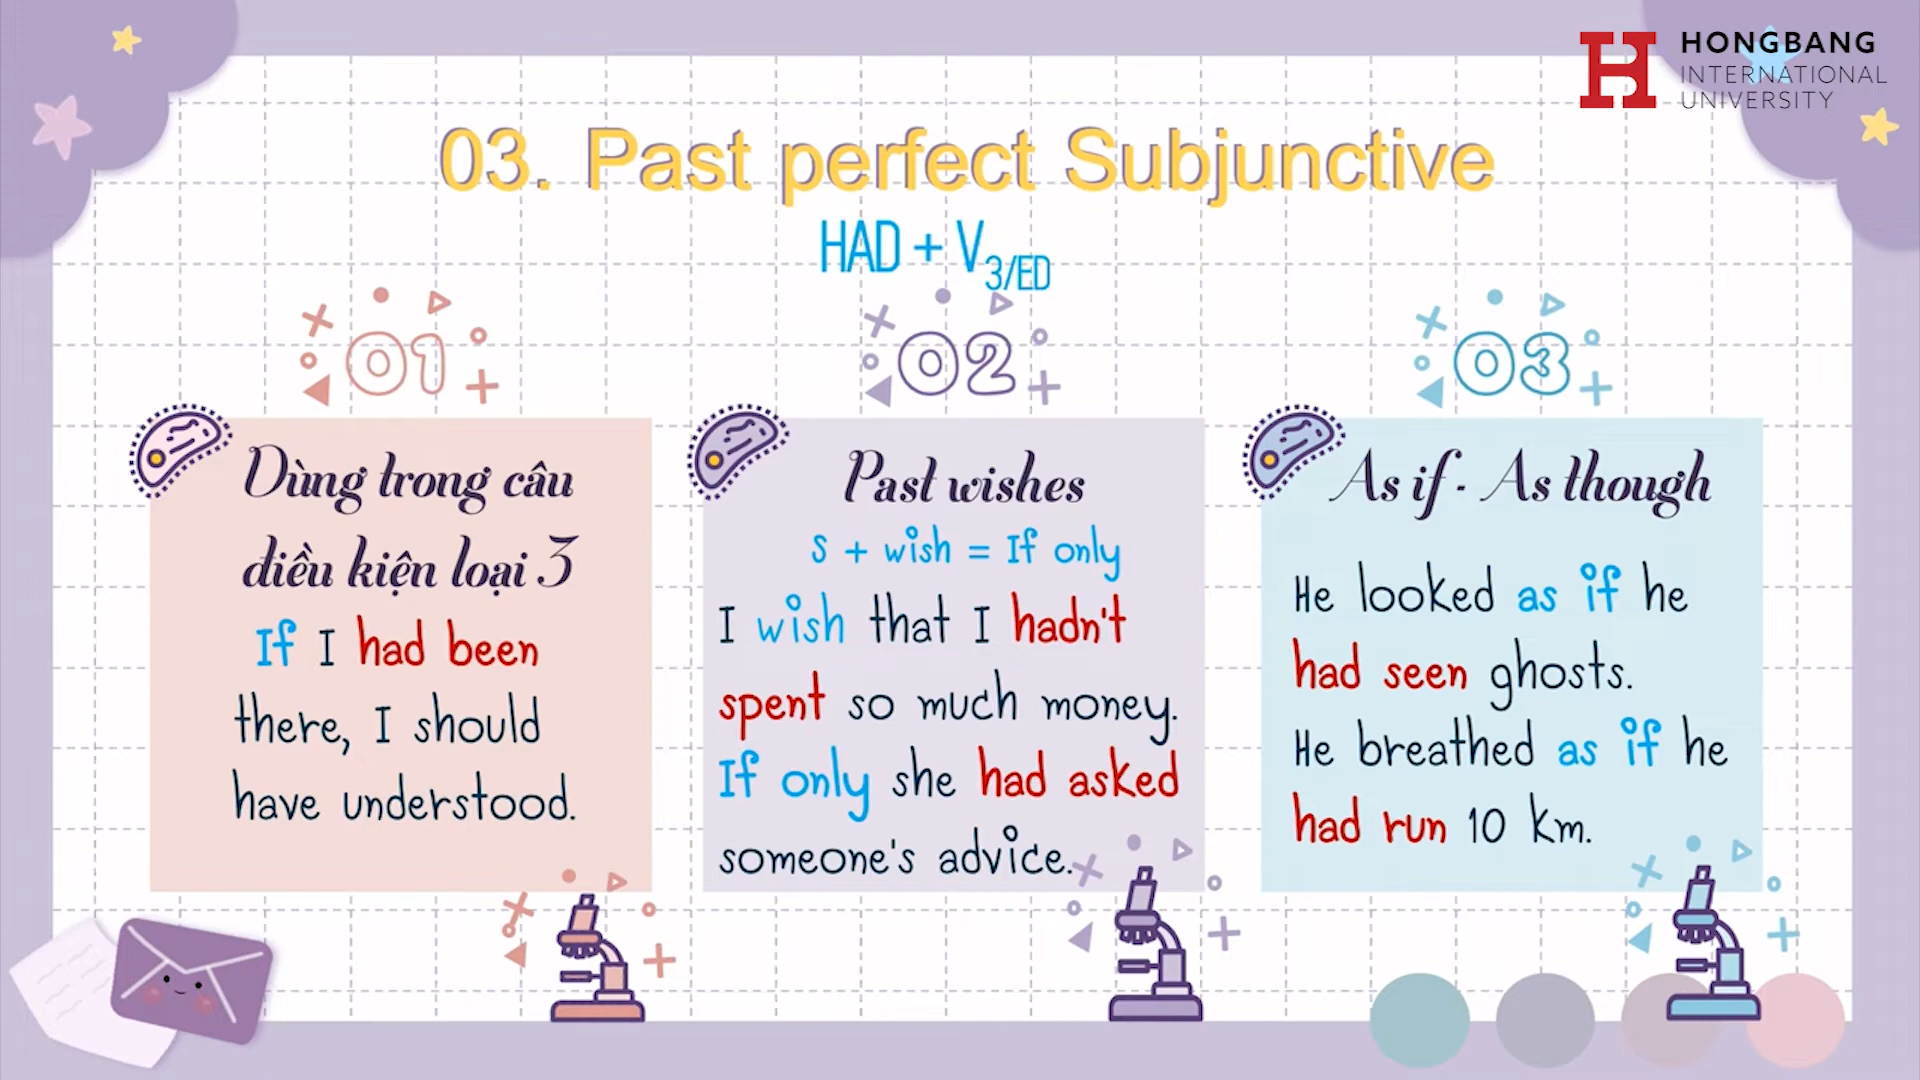 HONGBANG
INTERNATIONAL
UNIVERSITY
03. Past perfect Subjunctive
HAD + V3/ED
01
Dùng trong câu
điều kiện loại 3
If I had been
there, I should
have understood.
02
Past wishes
S + wish = If only
I wish that I hadn't
spent so much money.
If only she had asked
someone's advice.
03
As if - As though
He looked as if he
had seen ghosts.
He breathed as if he
had run 10 km.